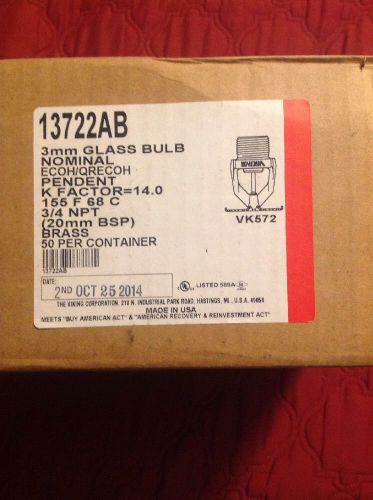 13722AB
3mm GLASS BULB
NOMINAL
ECOH/QRECOH
PENDENT
K FACTOR=14.0
155 F 68 C
3/4 NPT
(20mm BSP)
BRASS
50 PER CONTAINER
13722AB
VIKING
VK572
DATE:
2ND OCT 25 2014
UL LISTED
THE VIKING CORPORATION, 210 N. INDUSTRIAL PARK ROAD, HASTINGS, MI., U.S.A. 49058
MADE IN USA
MEETS "BUY AMERICAN ACT" & "AMERICAN RECOVERY & REINVESTMENT ACT"